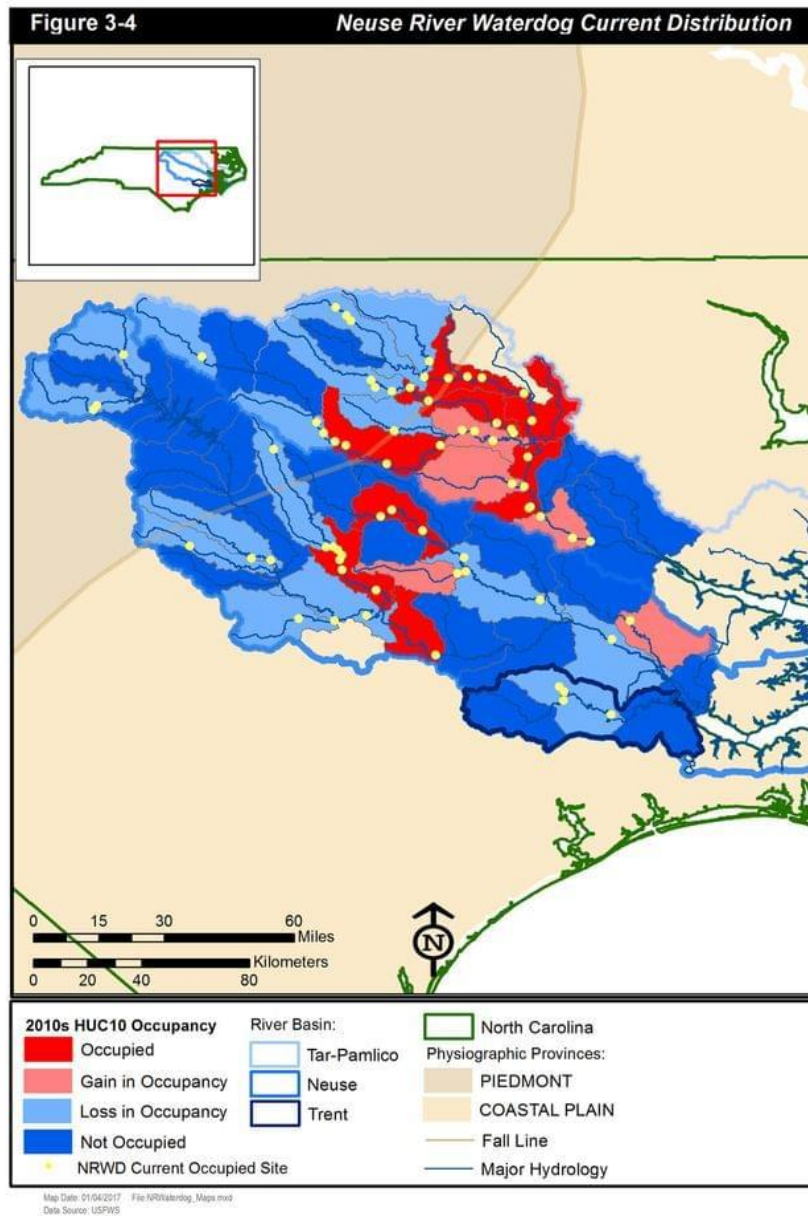 Figure 3-4
Neuse River Waterdog Current Distribution
0 15 30 60
Miles
Kilometers
0 20 40 80
N
2010s HUC10 Occupancy
Occupied
Gain in Occupancy
Loss in Occupancy
Not Occupied
NRWD Current Occupied Site
River Basin:
Tar-Pamlico
Neuse
Trent
North Carolina
Physiographic Provinces:
PIEDMONT
COASTAL PLAIN
Fall Line
Major Hydrology
Map Date: 01/04/2017 File:NRWaterdog_Maps.mxd
Data Source: USFWS